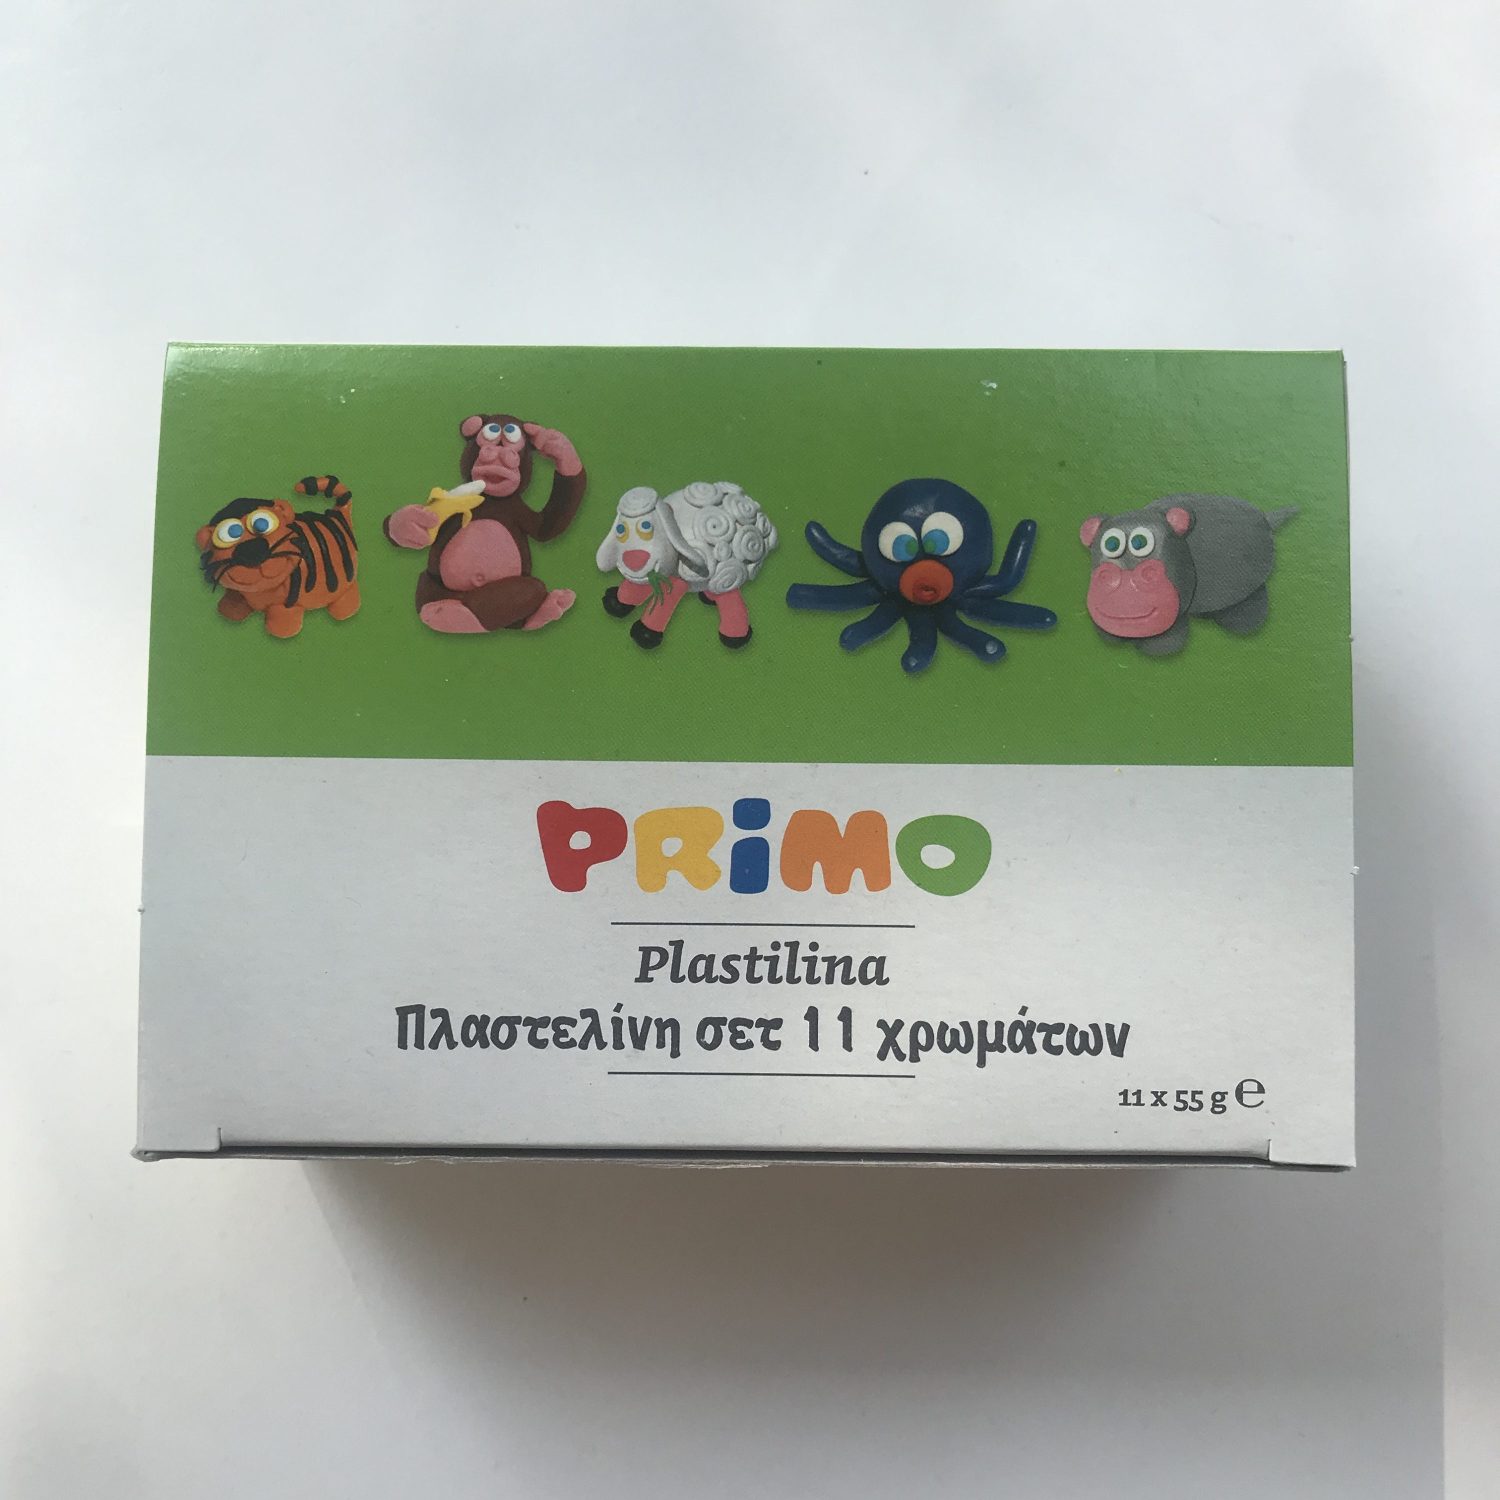 PRiMO
Plastilina
Πλαστελίνη σετ 11 χρωμάτων
11 x 55 g ℮